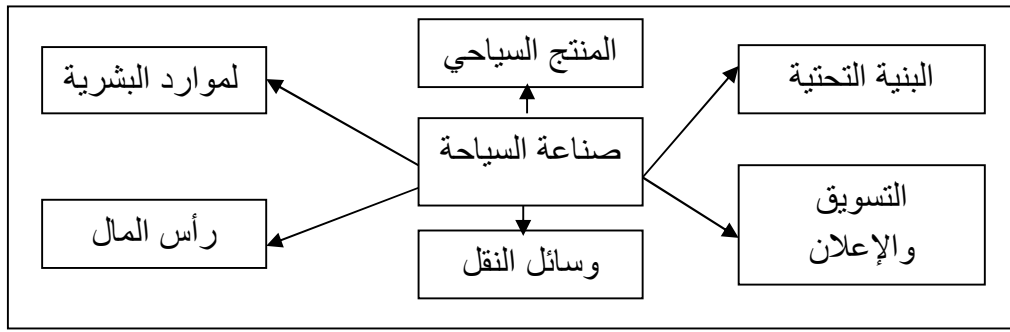 المنتج السياحي
البنية التحتية
لموارد البشرية
صناعة السياحة
التسويق
والإعلان
رأس المال
وسائل النقل